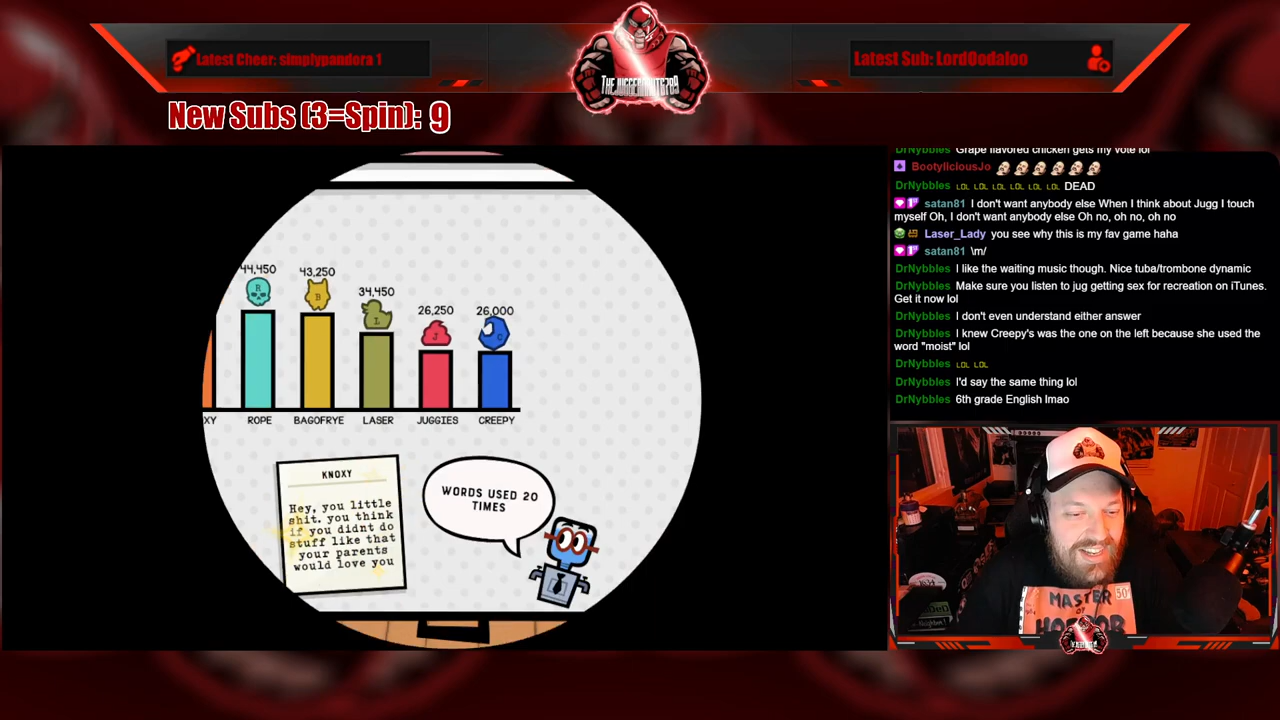 Latest Cheer: simplypandora 1
THEJUGGERNAUT6789
Latest Sub: LordOodaloo
New Subs (3=Spin): 9
44,450
43,250
34,450
26,250
26,000
R
B
L
J
C
XY
ROPE
BAGOFRYE
LASER
JUGGIES
CREEPY
KNOXY
Hey, you little
shit. you think
if you didnt do
stuff like that
your parents
would love you
WORDS USED 20
TIMES
DrNybbles Grape flavored chicken gets my vote lol
BootyliciousJo
DrNybbles LOL LOL LOL LOL LOL LOL DEAD
satan81 I don't want anybody else When I think about Jugg I touch
myself Oh, I don't want anybody else Oh no, oh no, oh no
Laser_Lady you see why this is my fav game haha
satan81 \m/
DrNybbles I like the waiting music though. Nice tuba/trombone dynamic
DrNybbles Make sure you listen to jug getting sex for recreation on iTunes.
Get it now lol
DrNybbles I don't even understand either answer
DrNybbles I knew Creepy's was the one on the left because she used the
word "moist" lol
DrNybbles LOL LOL
DrNybbles I'd say the same thing lol
DrNybbles 6th grade English lmao
MASTER
OF
HORROR
50¢